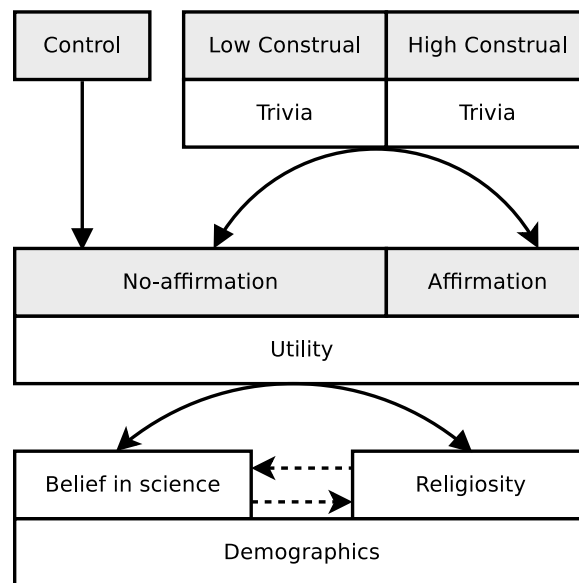 Control
Low Construal
High Construal
Trivia
Trivia
No-affirmation
Affirmation
Utility
Belief in science
Religiosity
Demographics